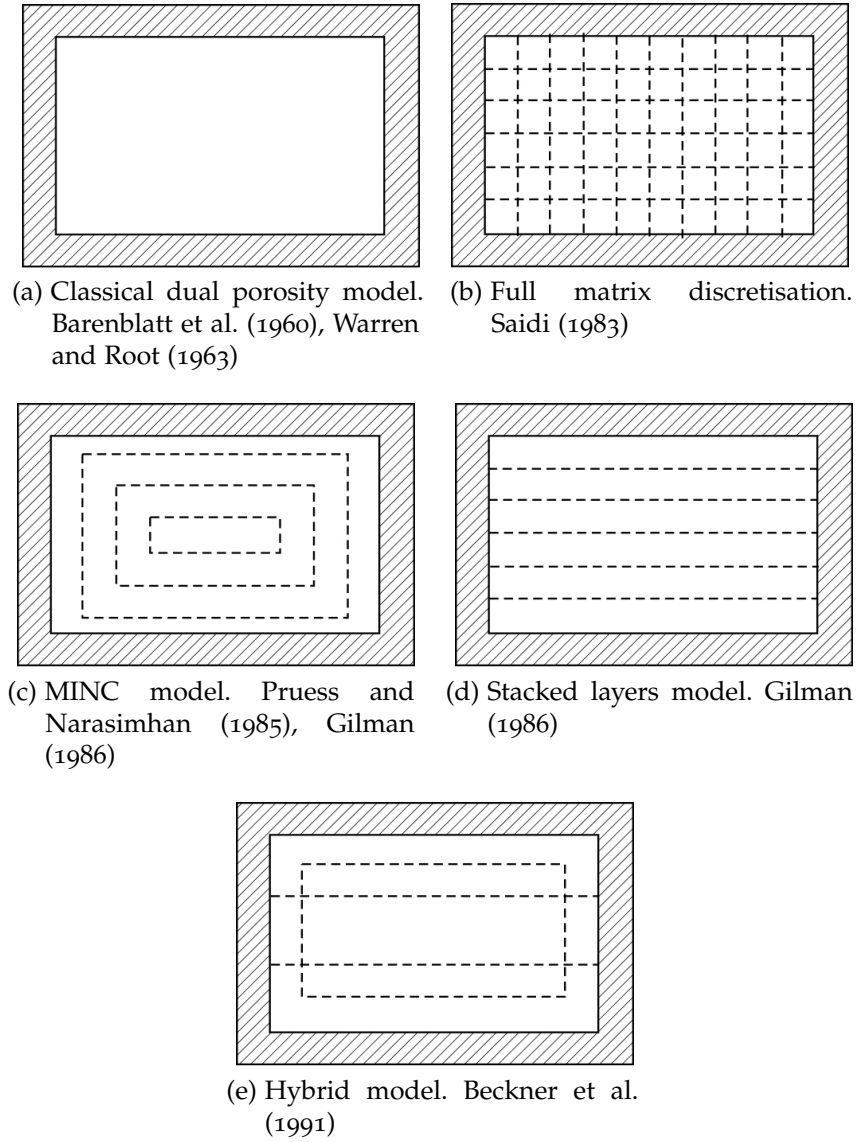 (a) Classical dual porosity model.
Barenblatt et al. (1960), Warren
and Root (1963)
(b) Full matrix discretisation.
Saidi (1983)
(c) MINC model. Pruess and
Narasimhan (1985), Gilman
(1986)
(d) Stacked layers model. Gilman
(1986)
(e) Hybrid model. Beckner et al.
(1991)